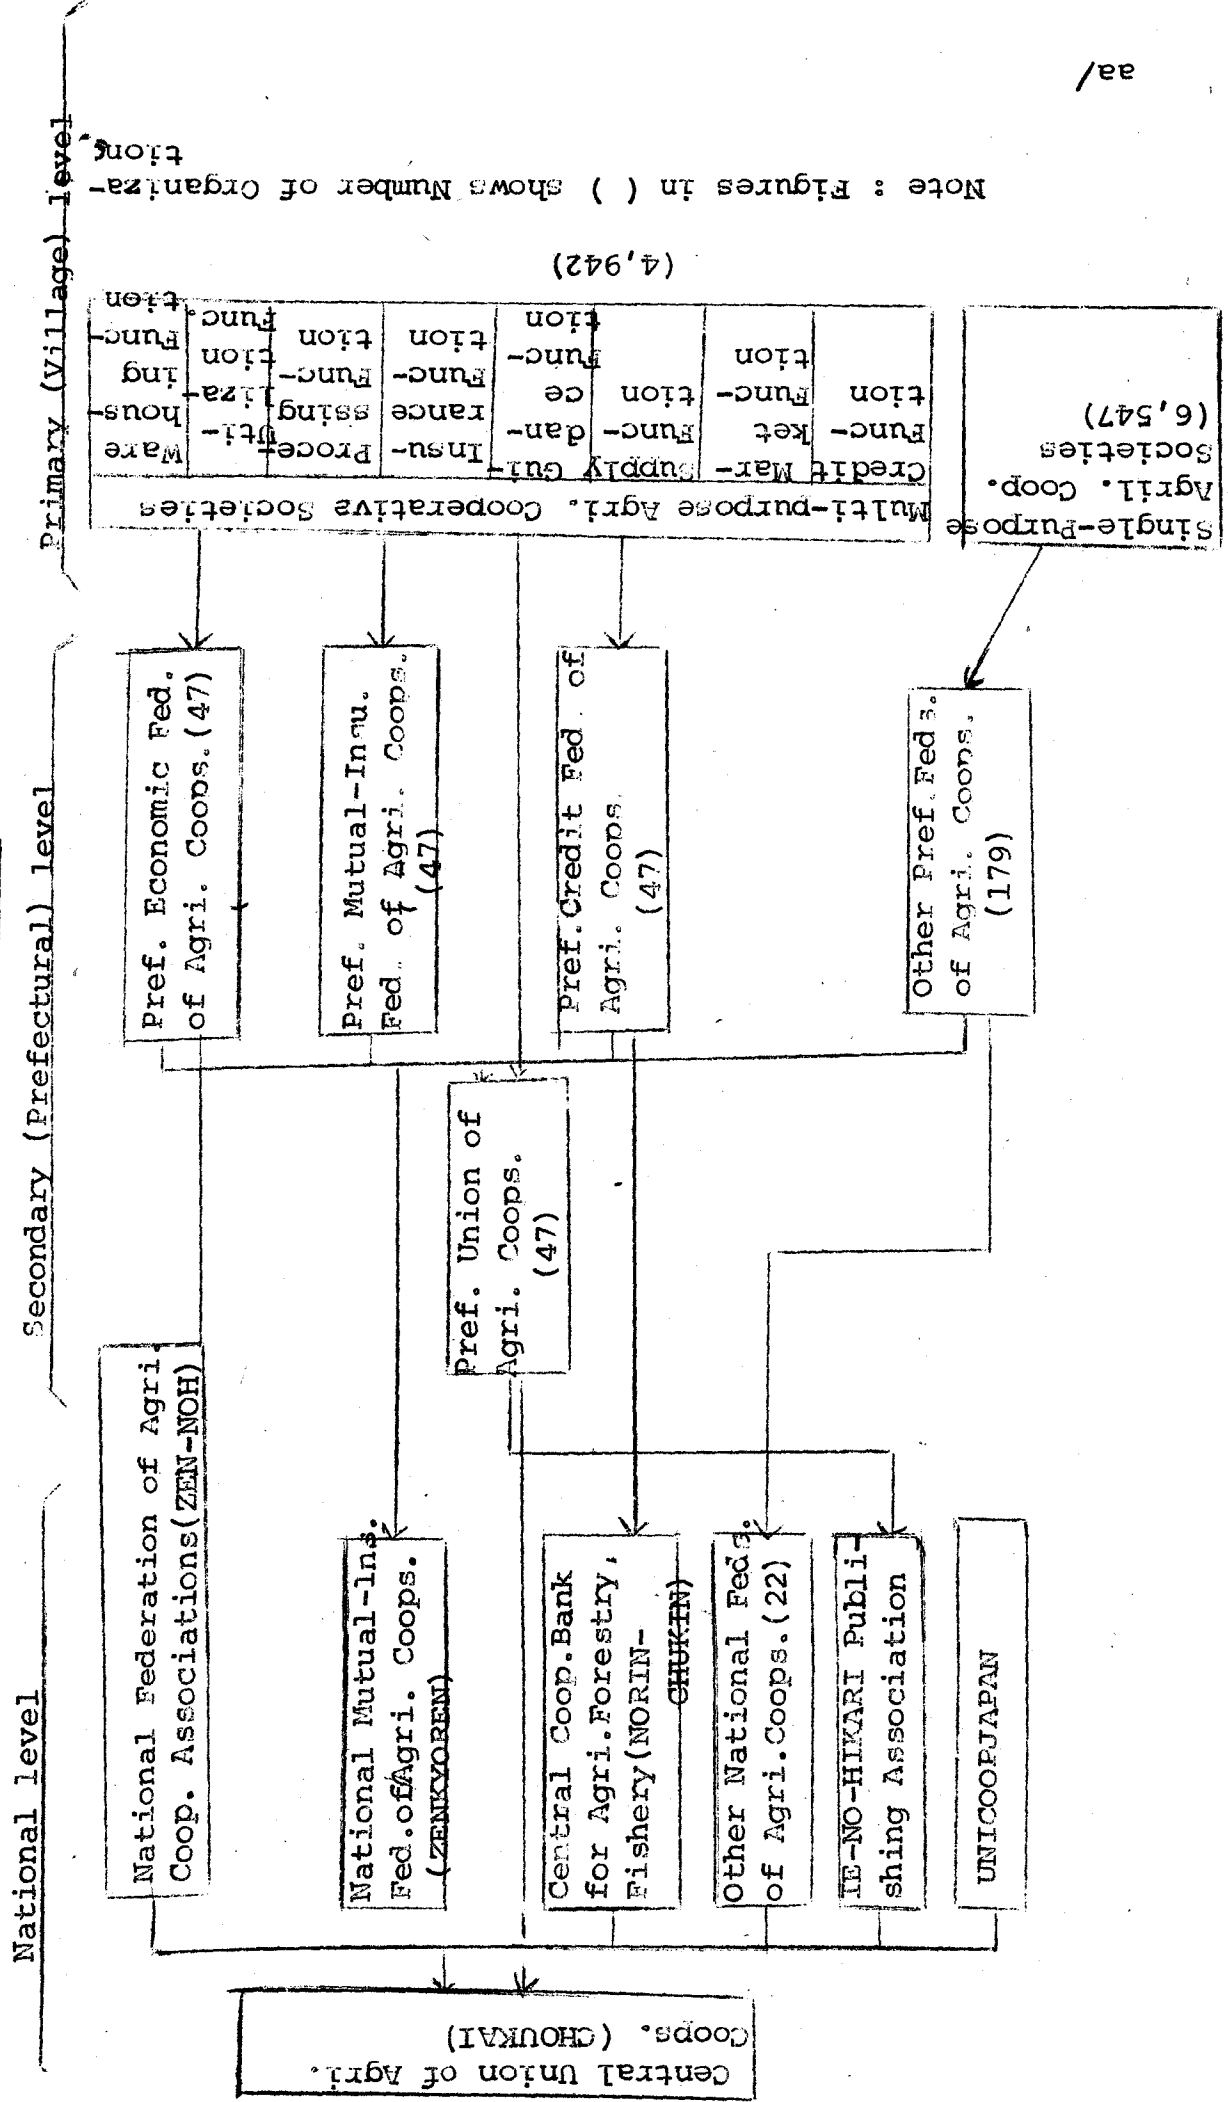 National level
Secondary (Prefectural) level
Primary (Village) level
Central Union of Agri.
Coops. (CHOUKAI)
National Federation of Agri.
Coop. Associations(ZEN-NOH)
National Mutual-Ins.
Fed.of Agri. Coops.
(ZENKYOREN)
Central Coop.Bank
for Agri.Forestry,
Fishery(NORIN-
CHUKIN)
Other National Feds.
of Agri.Coops.(22)
IE-NO-HIKARI Publi-
shing Association
UNICOOPJAPAN
Pref. Union of
Agri. Coops.
(47)
Pref. Economic Fed.
of Agri. Coops.(47)
Pref. Mutual-Insu.
Fed. of Agri. Coops.
(47)
Pref.Credit Fed. of
Agri. Coops.
(47)
Other Pref.Feds.
of Agri. Coops.
(179)
Multi-purpose Agri. Cooperative Societies
Credit
Func-
tion
Mar-
ket
Func-
tion
Supply
Func-
tion
Gui-
dan-
ce
Func-
tion
Insu-
rance
Func-
tion
Proce-
ssing
Func-
tion
Uti-
liza-
tion
Func.
Ware
hous-
ing
Func-
tion
(4,942)
Single-Purpose
Agril. Coop.
Societies
(6,547)
Note : Figures in ( ) shows Number of Organiza-
tions
aa/